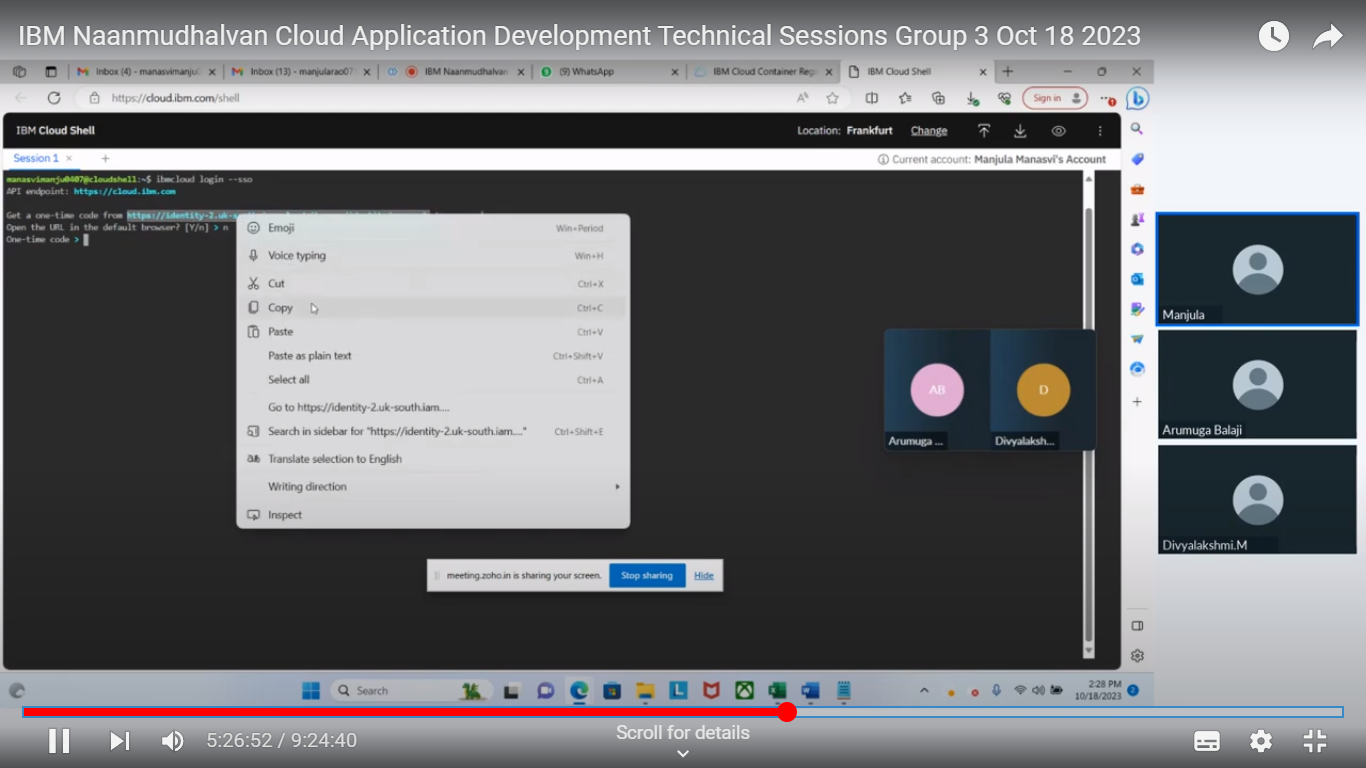 IBM Naanmudhalvan Cloud Application Development Technical Sessions Group 3 Oct 18 2023
Inbox (4) - manasvimanju
Inbox (13) - manjularao07
IBM Naanmudhalvan
(9) WhatsApp
IBM Cloud Container Reg
IBM Cloud Shell
https://cloud.ibm.com/shell
Sign in
IBM Cloud Shell
Location: Frankfurt
Change
Session 1
Current account: Manjula Manasvi's Account
manasvimanju0407@cloudshell:~$ ibmcloud login --sso
API endpoint: https://cloud.ibm.com
Get a one-time code from https://identity-2.uk-s
Open the URL in the default browser? [Y/n] > n
One-time code >
Emoji Win+Period
Voice typing Win+H
Cut Ctrl+X
Copy Ctrl+C
Paste Ctrl+V
Paste as plain text Ctrl+Shift+V
Select all Ctrl+A
Go to https://identity-2.uk-south.iam....
Search in sidebar for "https://identity-2.uk-south.iam...." Ctrl+Shift+E
Translate selection to English
Writing direction
Inspect
AB
D
Arumuga ...
Divyalaksh...
Manjula
Arumuga Balaji
Divyalakshmi.M
meeting.zoho.in is sharing your screen.
Stop sharing
Hide
Search
2:28 PM
10/18/2023
2
5:26:52 / 9:24:40
Scroll for details